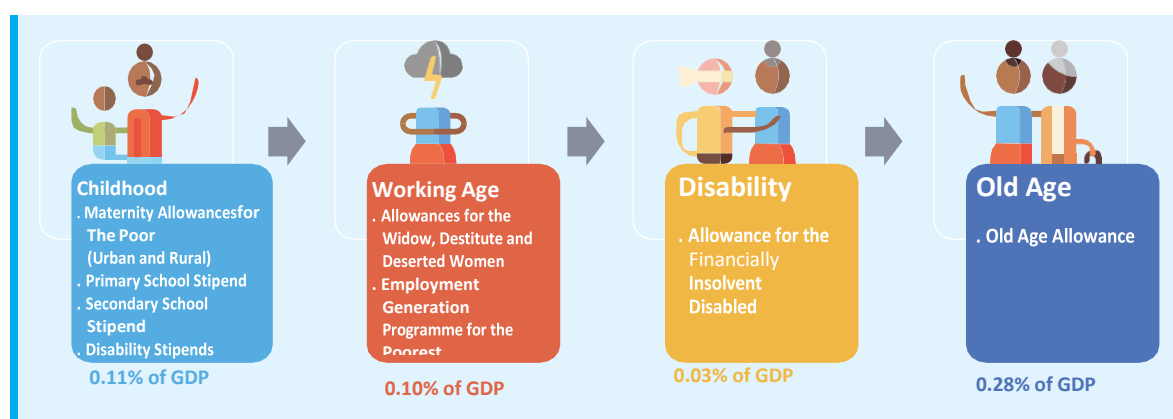 Childhood
. Maternity Allowancesfor
The Poor
(Urban and Rural)
. Primary School Stipend
. Secondary School
Stipend
. Disability Stipends
0.11% of GDP
Working Age
. Allowances for the
Widow, Destitute and
Deserted Women
. Employment
Generation
Programme for the
Poorest
0.10% of GDP
Disability
. Allowance for the
Financially
Insolvent
Disabled
0.03% of GDP
Old Age
. Old Age Allowance
0.28% of GDP